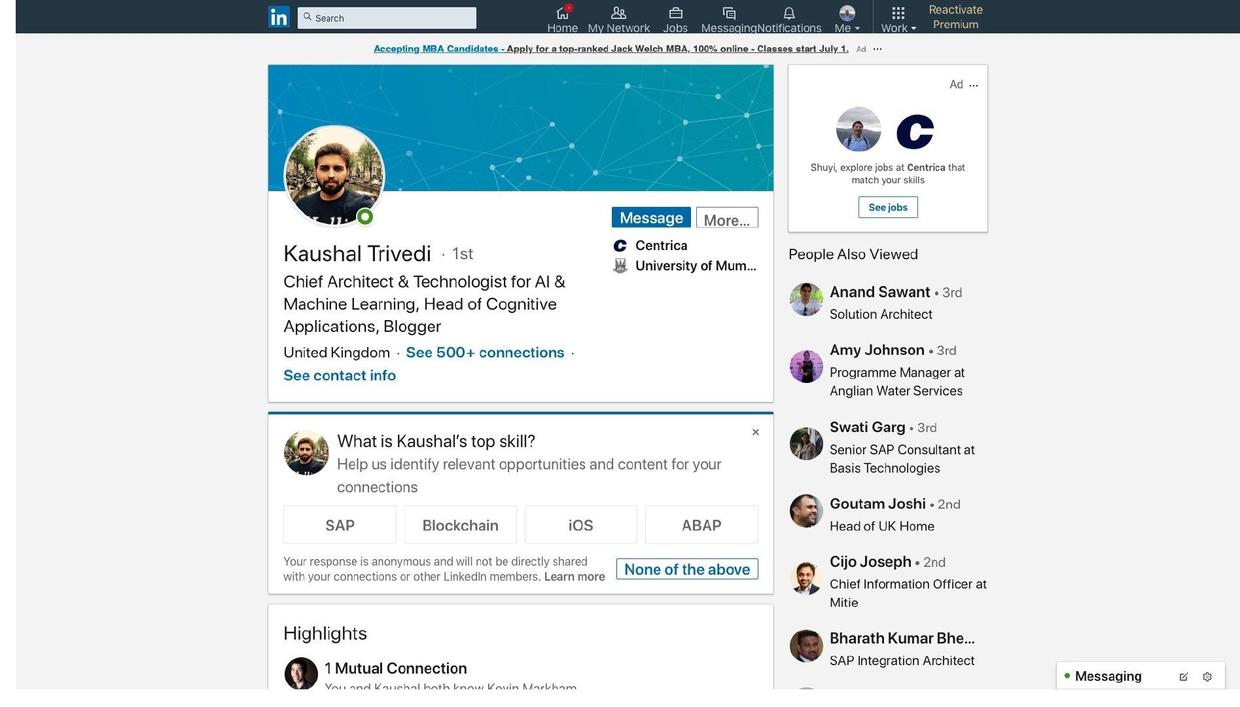 in
Search
Home
My Network
Jobs
Messaging
Notifications
Me
Work
Reactivate
Premium
Accepting MBA Candidates - Apply for a top-ranked Jack Welch MBA, 100% online - Classes start July 1. Ad ···
Kaushal Trivedi · 1st
Chief Architect & Technologist for AI &
Machine Learning, Head of Cognitive
Applications, Blogger
United Kingdom · See 500+ connections ·
See contact info
Message
More...
Centrica
University of Mum...
What is Kaushal's top skill?
Help us identify relevant opportunities and content for your
connections
SAP
Blockchain
iOS
ABAP
Your response is anonymous and will not be directly shared
with your connections or other LinkedIn members. Learn more
None of the above
Highlights
1 Mutual Connection
You and Kaushal both know Kevin Markham
Ad ···
Shuyi, explore jobs at Centrica that
match your skills
See jobs
People Also Viewed
Anand Sawant • 3rd
Solution Architect
Amy Johnson • 3rd
Programme Manager at
Anglian Water Services
Swati Garg • 3rd
Senior SAP Consultant at
Basis Technologies
Goutam Joshi • 2nd
Head of UK Home
Cijo Joseph • 2nd
Chief Information Officer at
Mitie
Bharath Kumar Bhe...
SAP Integration Architect
Messaging